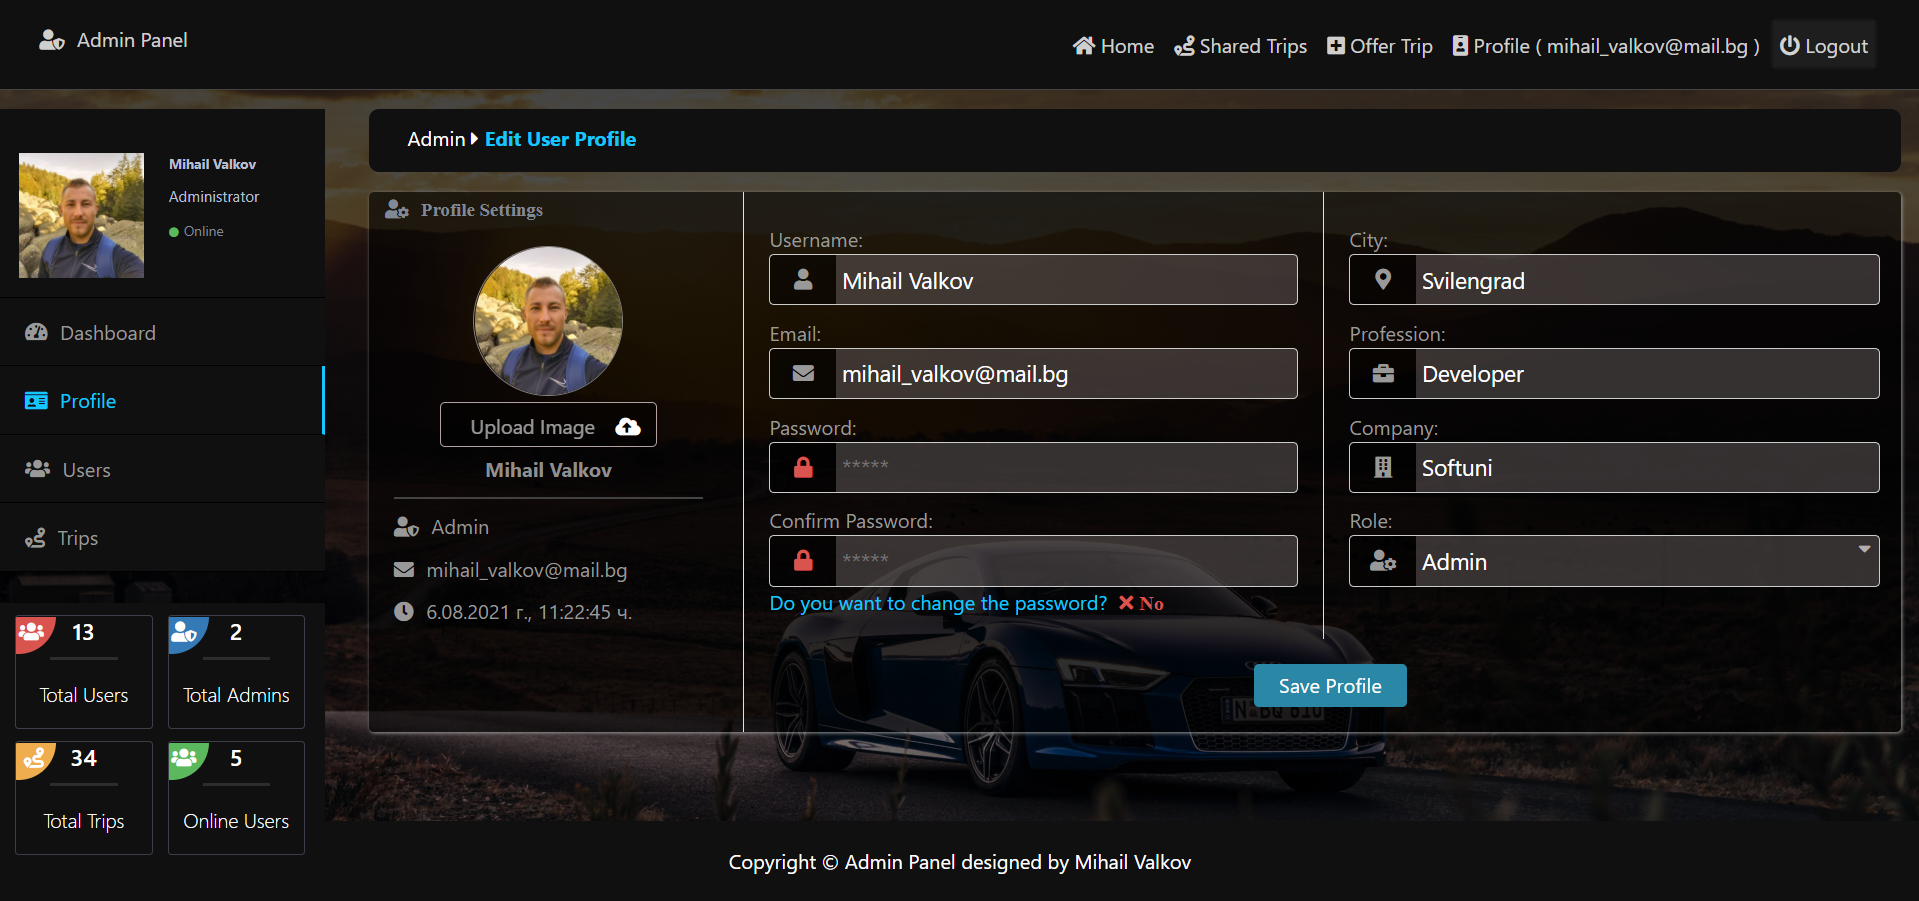 Admin Panel
Home Shared Trips Offer Trip Profile ( mihail_valkov@mail.bg ) Logout
Mihail Valkov
Administrator
Online
Dashboard
Profile
Users
Trips
13
Total Users
2
Total Admins
34
Total Trips
5
Online Users
Admin Edit User Profile
Profile Settings
Upload Image
Mihail Valkov
Admin
mihail_valkov@mail.bg
6.08.2021 г., 11:22:45 ч.
Username:
Mihail Valkov
Email:
mihail_valkov@mail.bg
Password:
*****
Confirm Password:
*****
Do you want to change the password? No
City:
Svilengrad
Profession:
Developer
Company:
Softuni
Role:
Admin
Save Profile
Copyright © Admin Panel designed by Mihail Valkov